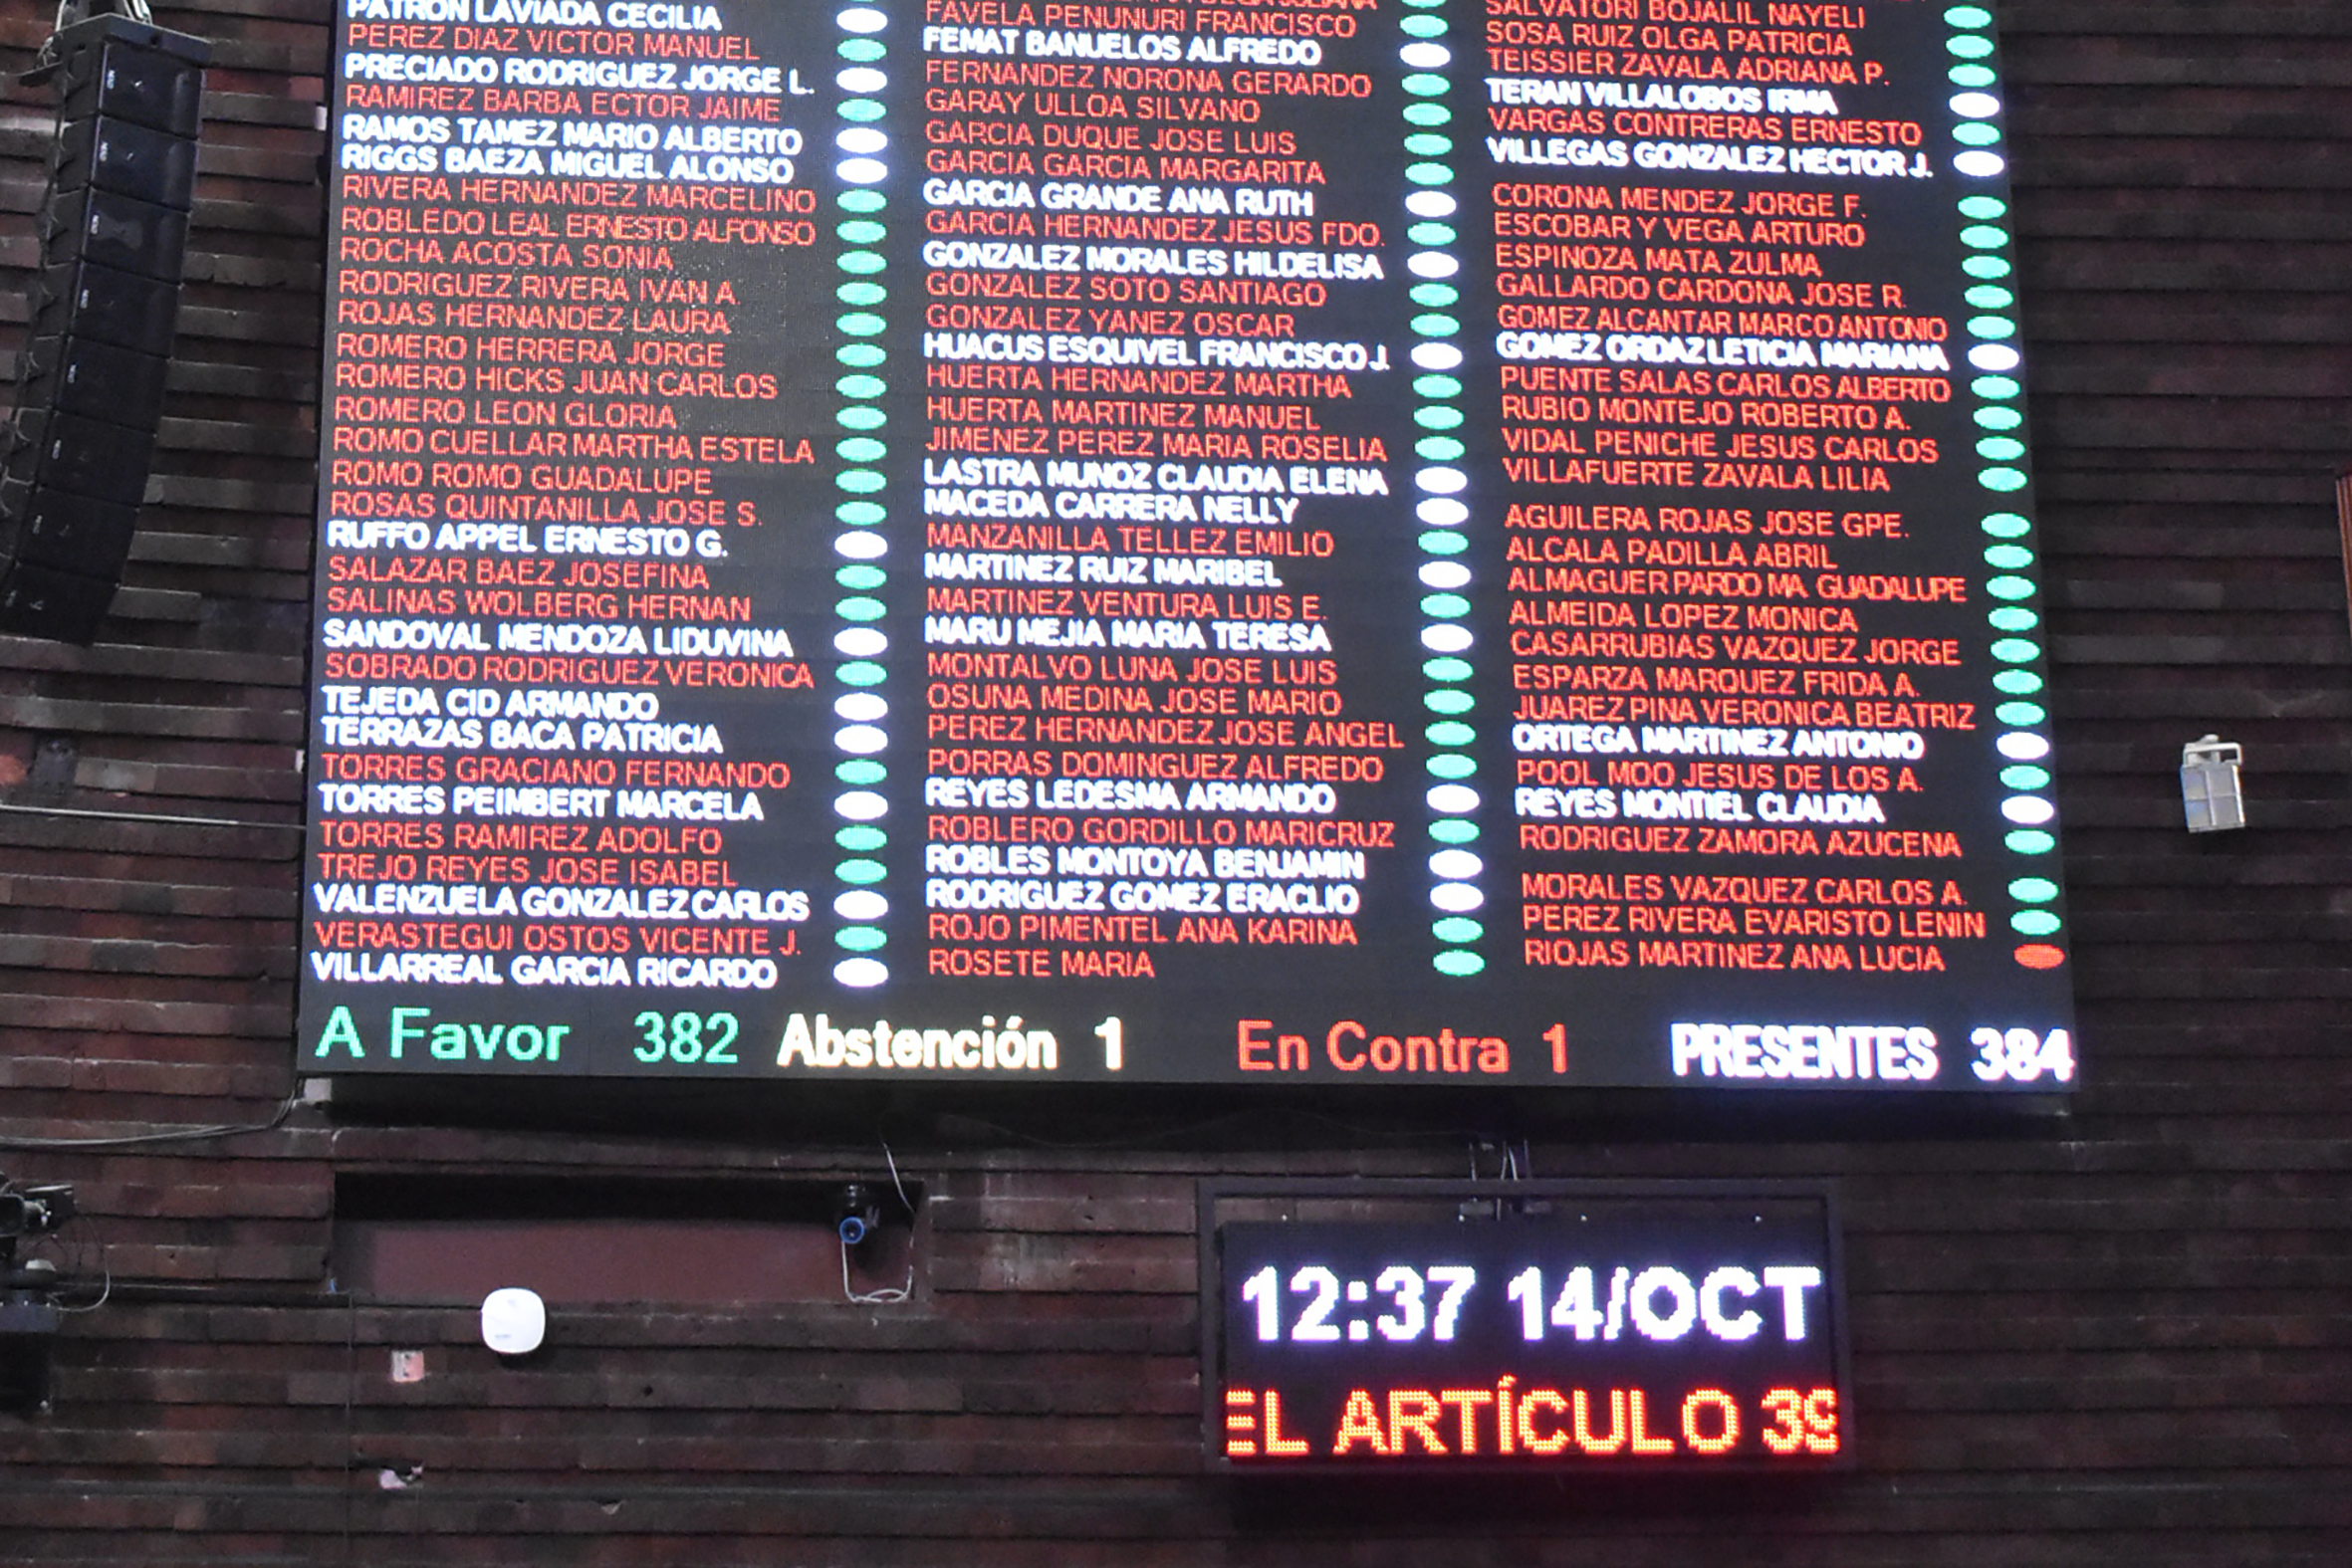 PATRON LAVIADA CECILIA
PEREZ DIAZ VICTOR MANUEL
PRECIADO RODRIGUEZ JORGE L.
RAMIREZ BARBA ECTOR JAIME
RAMOS TAMEZ MARIO ALBERTO
RIGGS BAEZA MIGUEL ALONSO
RIVERA HERNANDEZ MARCELINO
ROBLEDO LEAL ERNESTO ALFONSO
ROCHA ACOSTA SONIA
RODRIGUEZ RIVERA IVAN A.
ROJAS HERNANDEZ LAURA
ROMERO HERRERA JORGE
ROMERO HICKS JUAN CARLOS
ROMERO LEON GLORIA
ROMO CUELLAR MARTHA ESTELA
ROMO ROMO GUADALUPE
ROSAS QUINTANILLA JOSE S.
RUFFO APPEL ERNESTO G.
SALAZAR BAEZ JOSEFINA
SALINAS WOLBERG HERNAN
SANDOVAL MENDOZA LIDUVINA
SOBRADO RODRIGUEZ VERONICA
TEJEDA CID ARMANDO
TERRAZAS BACA PATRICIA
TORRES GRACIANO FERNANDO
TORRES PEIMBERT MARCELA
TORRES RAMIREZ ADOLFO
TREJO REYES JOSE ISABEL
VALENZUELA GONZALEZ CARLOS
VERASTEGUI OSTOS VICENTE J.
VILLARREAL GARCIA RICARDO
FAVELA PENUNURI FRANCISCO
FEMAT BANUELOS ALFREDO
FERNANDEZ NORONA GERARDO
GARAY ULLOA SILVANO
GARCIA DUQUE JOSE LUIS
GARCIA GARCIA MARGARITA
GARCIA GRANDE ANA RUTH
GARCIA HERNANDEZ JESUS FDO.
GONZALEZ MORALES HILDELISA
GONZALEZ SOTO SANTIAGO
GONZALEZ YANEZ OSCAR
HUACUS ESQUIVEL FRANCISCO J.
HUERTA HERNANDEZ MARTHA
HUERTA MARTINEZ MANUEL
JIMENEZ PEREZ MARIA ROSELIA
LASTRA MUNOZ CLAUDIA ELENA
MACEDA CARRERA NELLY
MANZANILLA TELLEZ EMILIO
MARTINEZ RUIZ MARIBEL
MARTINEZ VENTURA LUIS E.
MARU MEJIA MARIA TERESA
MONTALVO LUNA JOSE LUIS
OSUNA MEDINA JOSE MARIO
PEREZ HERNANDEZ JOSE ANGEL
PORRAS DOMINGUEZ ALFREDO
REYES LEDESMA ARMANDO
ROBLERO GORDILLO MARICRUZ
ROBLES MONTOYA BENJAMIN
RODRIGUEZ GOMEZ ERACLIO
ROJO PIMENTEL ANA KARINA
ROSETE MARIA
SALVATORI BOJALIL NAYELI
SOSA RUIZ OLGA PATRICIA
TEISSIER ZAVALA ADRIANA P.
TERAN VILLALOBOS IRMA
VARGAS CONTRERAS ERNESTO
VILLEGAS GONZALEZ HECTOR J.
CORONA MENDEZ JORGE F.
ESCOBAR Y VEGA ARTURO
ESPINOZA MATA ZULMA
GALLARDO CARDONA JOSE R.
GOMEZ ALCANTAR MARCO ANTONIO
GOMEZ ORDAZ LETICIA MARIANA
PUENTE SALAS CARLOS ALBERTO
RUBIO MONTEJO ROBERTO A.
VIDAL PENICHE JESUS CARLOS
VILLAFUERTE ZAVALA LILIA
AGUILERA ROJAS JOSE GPE.
ALCALA PADILLA ABRIL
ALMAGUER PARDO MA. GUADALUPE
ALMEIDA LOPEZ MONICA
CASARRUBIAS VAZQUEZ JORGE
ESPARZA MARQUEZ FRIDA A.
JUAREZ PINA VERONICA BEATRIZ
ORTEGA MARTINEZ ANTONIO
POOL MOO JESUS DE LOS A.
REYES MONTIEL CLAUDIA
RODRIGUEZ ZAMORA AZUCENA
MORALES VAZQUEZ CARLOS A.
PEREZ RIVERA EVARISTO LENIN
RIOJAS MARTINEZ ANA LUCIA
A Favor 382 Abstención 1 En Contra 1 PRESENTES 384
12:37 14/OCT
EL ARTÍCULO 39